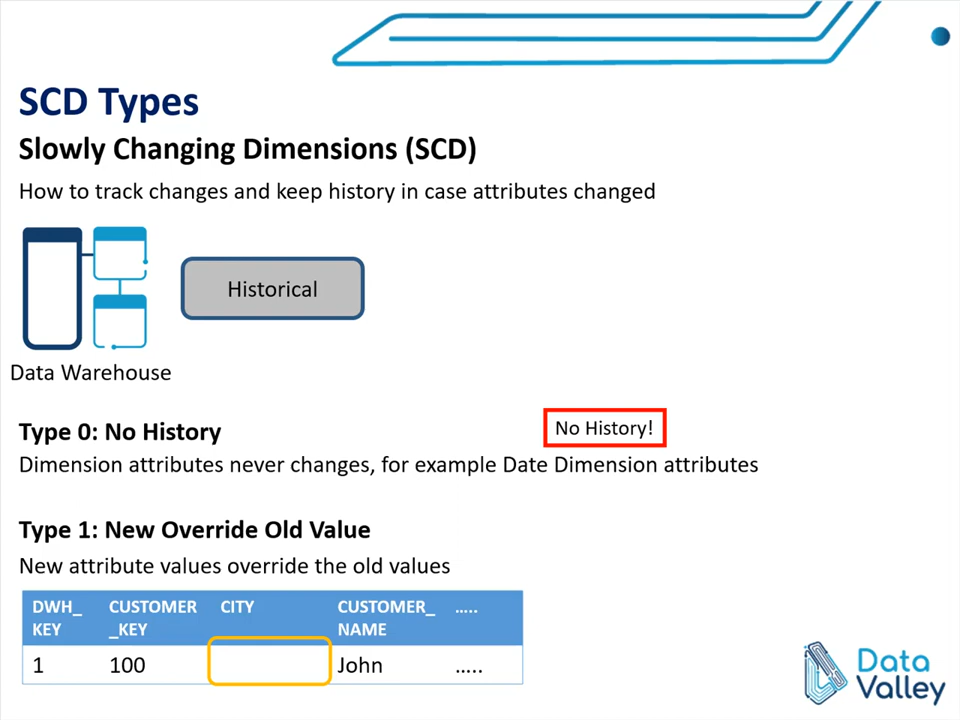 SCD Types
Slowly Changing Dimensions (SCD)
How to track changes and keep history in case attributes changed
Historical
Data Warehouse
Type 0: No History
No History!
Dimension attributes never changes, for example Date Dimension attributes
Type 1: New Override Old Value
New attribute values override the old values
DWH_ CUSTOMER CITY CUSTOMER_ .....
KEY _KEY NAME
1 100 John .....
Data
Valley